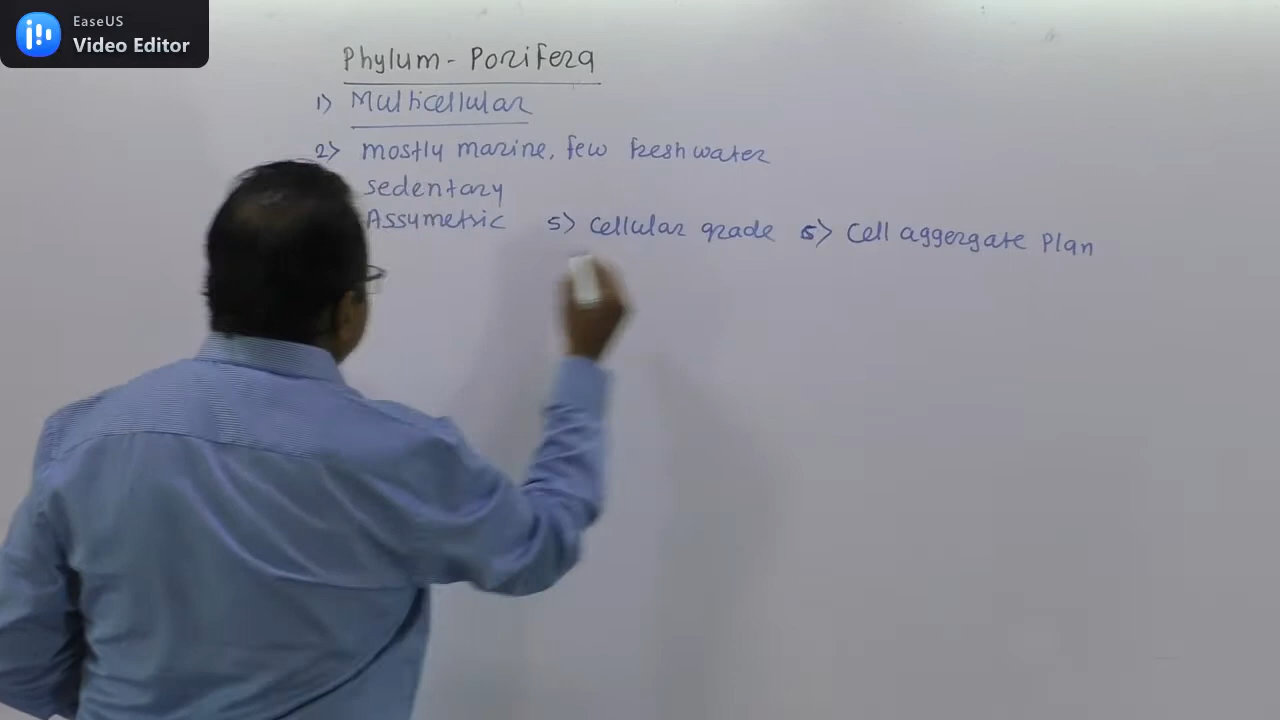 EaseUS
Video Editor
Phylum - Porifera
1) Multicellular
2) mostly marine, few freshwater
sedentary
Assymetric 5) cellular grade 5) Cell aggergate Plan